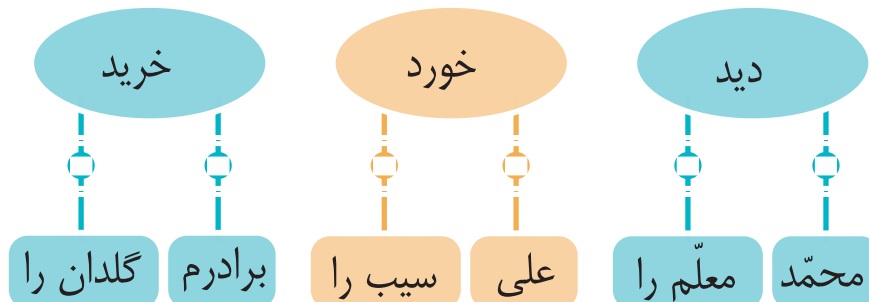 دید
خورد
خرید
محمّد
معلّم را
علی
سیب را
برادرم
گلدان را